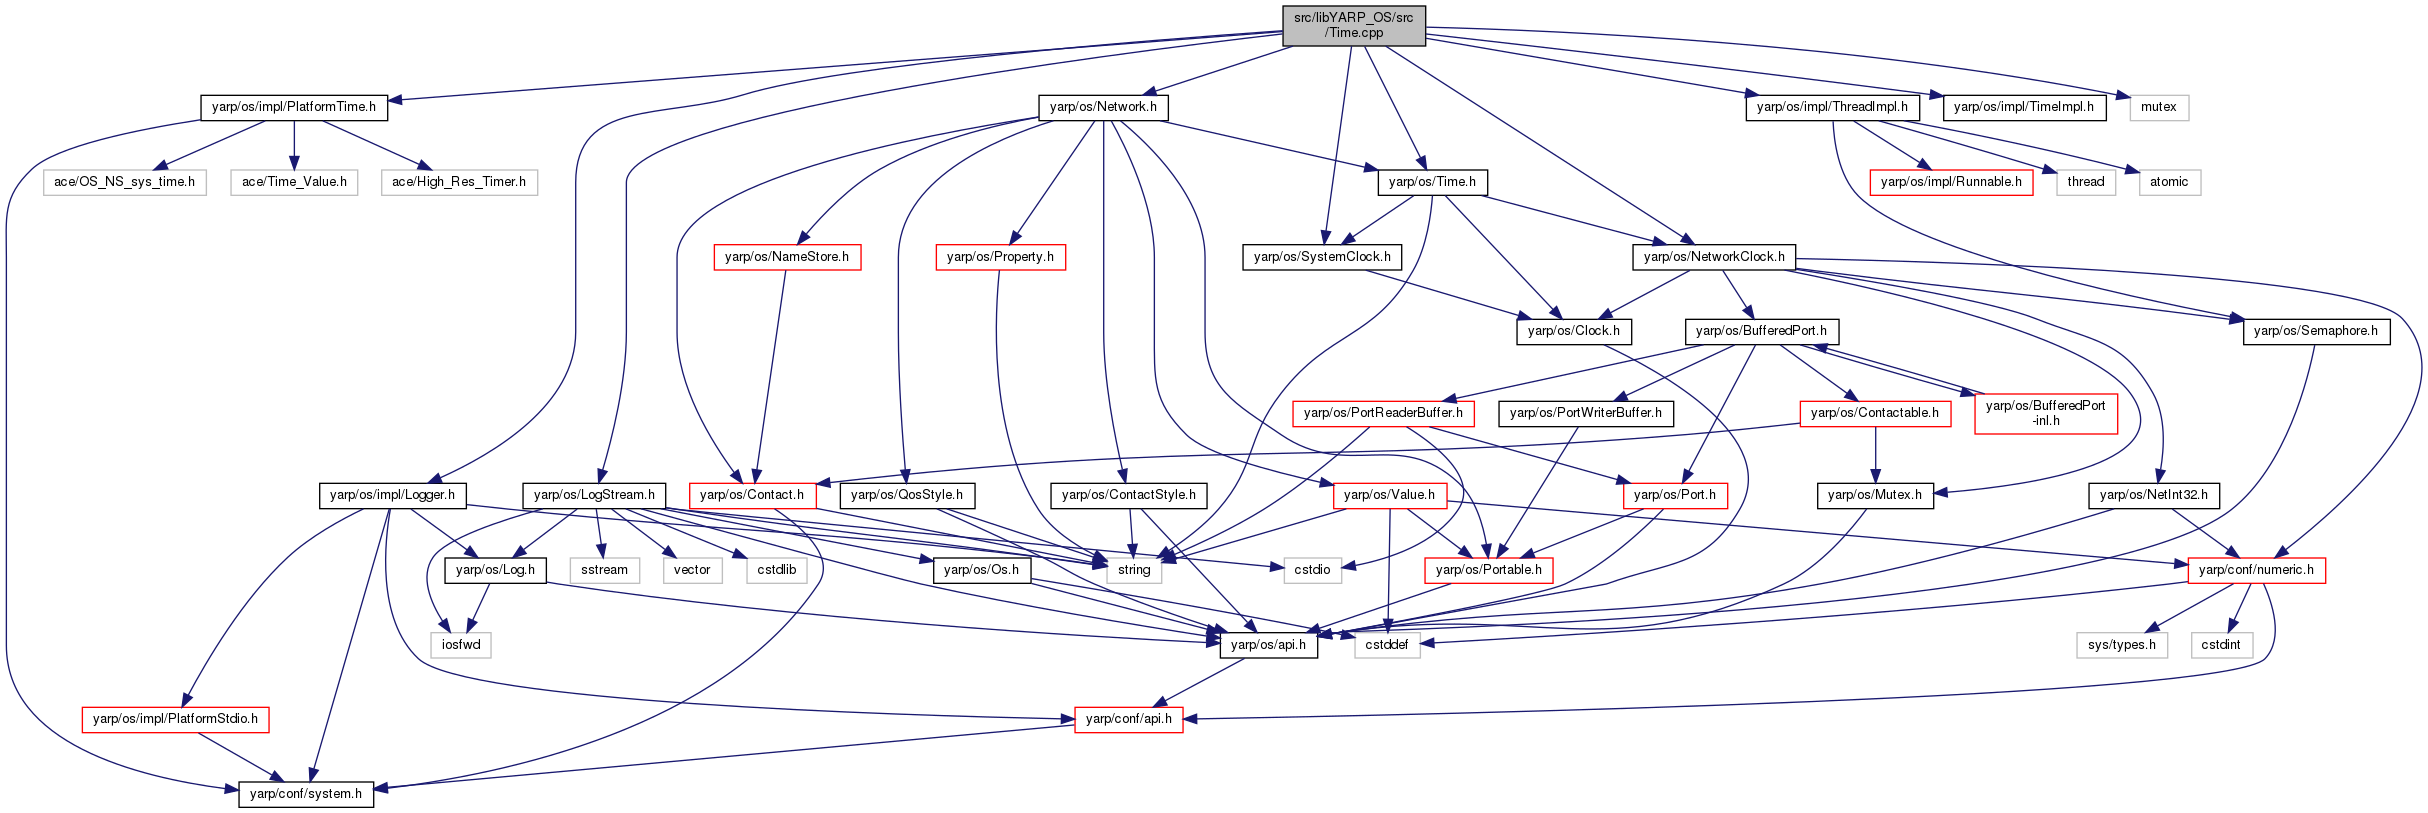 src/libYARP_OS/src
/Time.cpp
yarp/os/impl/PlatformTime.h
yarp/os/Network.h
yarp/os/impl/ThreadImpl.h
yarp/os/impl/TimeImpl.h
mutex
ace/OS_NS_sys_time.h
ace/Time_Value.h
ace/High_Res_Timer.h
yarp/os/Time.h
yarp/os/impl/Runnable.h
thread
atomic
yarp/os/NameStore.h
yarp/os/Property.h
yarp/os/SystemClock.h
yarp/os/NetworkClock.h
yarp/os/Clock.h
yarp/os/BufferedPort.h
yarp/os/Semaphore.h
yarp/os/PortReaderBuffer.h
yarp/os/PortWriterBuffer.h
yarp/os/Contactable.h
yarp/os/BufferedPort
-inl.h
yarp/os/impl/Logger.h
yarp/os/LogStream.h
yarp/os/Contact.h
yarp/os/QosStyle.h
yarp/os/ContactStyle.h
yarp/os/Value.h
yarp/os/Port.h
yarp/os/Mutex.h
yarp/os/NetInt32.h
yarp/os/Log.h
sstream
vector
cstdlib
yarp/os/Os.h
string
cstdio
yarp/os/Portable.h
yarp/conf/numeric.h
iosfwd
yarp/os/api.h
cstddef
sys/types.h
cstdint
yarp/os/impl/PlatformStdio.h
yarp/conf/api.h
yarp/conf/system.h